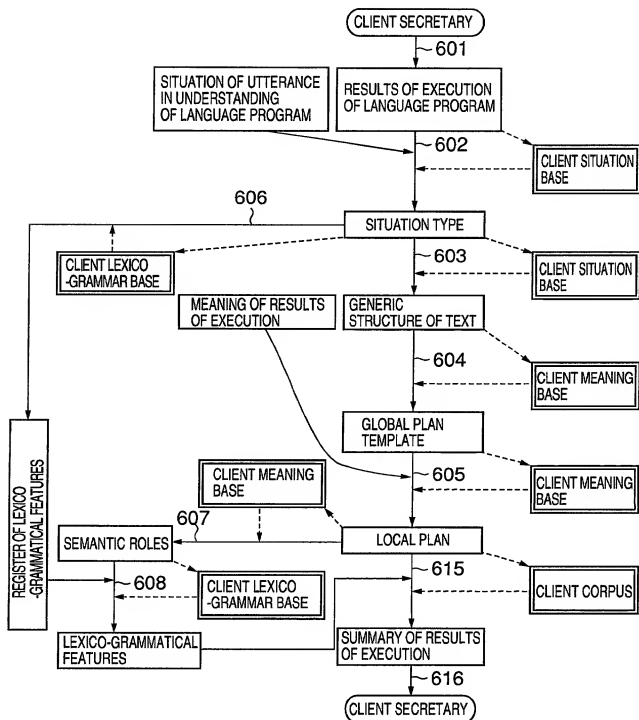 CLIENT SECRETARY
601
SITUATION OF UTTERANCE
IN UNDERSTANDING
OF LANGUAGE PROGRAM
RESULTS OF EXECUTION
OF LANGUAGE PROGRAM
602
CLIENT SITUATION
BASE
606
SITUATION TYPE
603
CLIENT LEXICO
-GRAMMAR BASE
CLIENT SITUATION
BASE
MEANING OF RESULTS
OF EXECUTION
GENERIC
STRUCTURE OF TEXT
604
CLIENT MEANING
BASE
GLOBAL PLAN
TEMPLATE
605
CLIENT MEANING
BASE
CLIENT MEANING
BASE
607
REGISTER OF LEXICO
-GRAMMATICAL FEATURES
SEMANTIC ROLES
LOCAL PLAN
608
615
CLIENT LEXICO
-GRAMMAR BASE
CLIENT CORPUS
LEXICO-GRAMMATICAL
FEATURES
SUMMARY OF RESULTS
OF EXECUTION
616
CLIENT SECRETARY